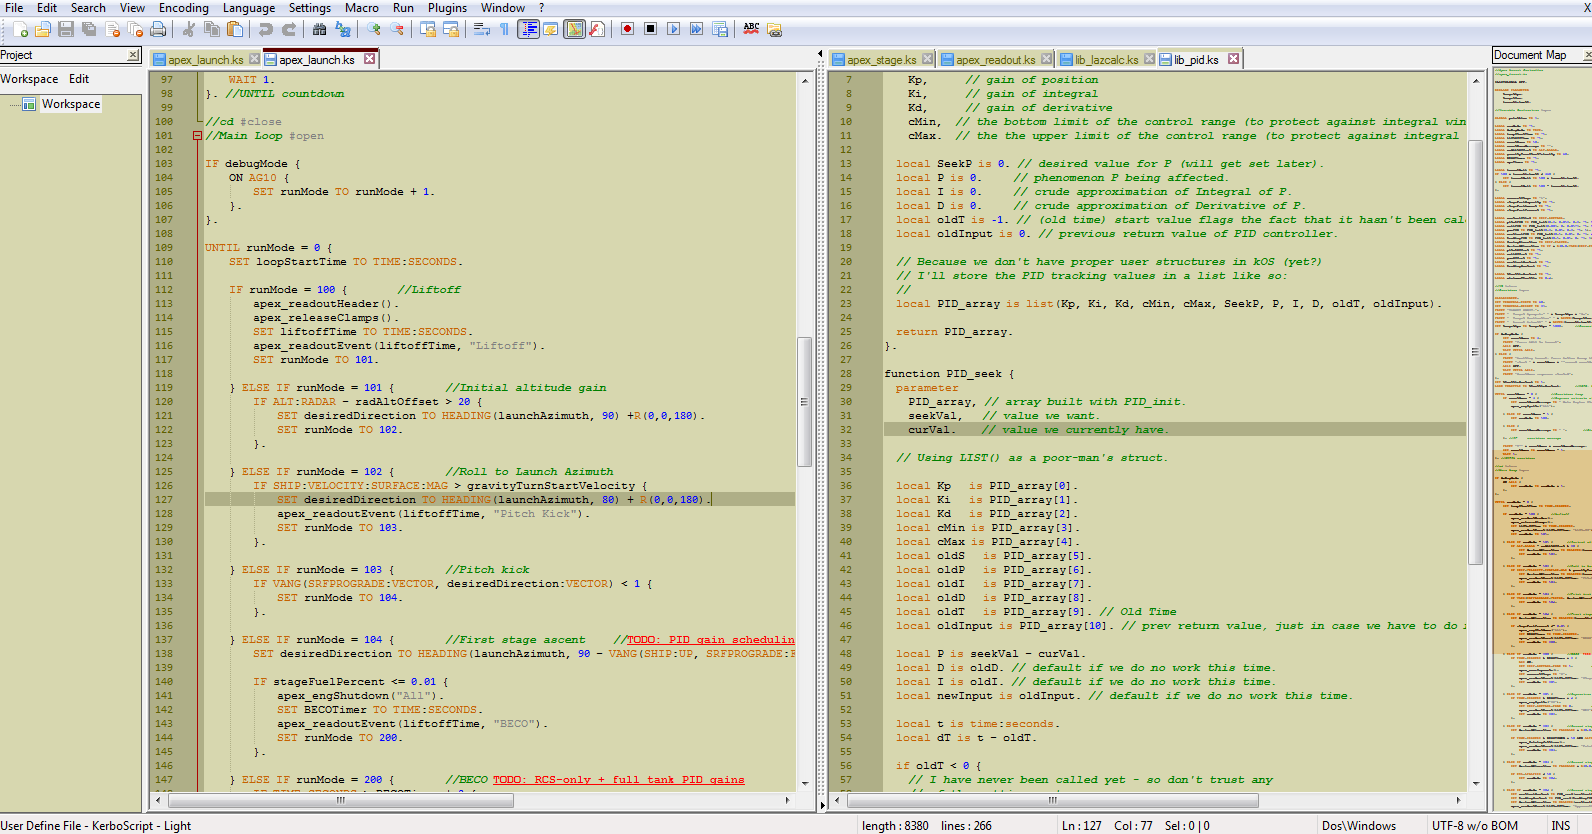 File Edit Search View Encoding Language Settings Macro Run Plugins Window ? X
Project
apex_launch.ks apex_launch.ks apex_stage.ks apex_readout.ks lib_lazcalc.ks lib_pid.ks
Document Map
Workspace Edit
Workspace
97 WAIT 1.
98 }. //UNTIL countdown
99
100 //cd #close
101 //Main Loop #open
102
103 IF debugMode {
104 ON AG10 {
105 SET runMode TO runMode + 1.
106 }.
107 }.
108
109 UNTIL runMode = 0 {
110 SET loopStartTime TO TIME:SECONDS.
111
112 IF runMode = 100 { //Liftoff
113 apex_readoutHeader().
114 apex_releaseClamps().
115 SET liftoffTime TO TIME:SECONDS.
116 apex_readoutEvent(liftoffTime, "Liftoff").
117 SET runMode TO 101.
118
119 } ELSE IF runMode = 101 { //Initial altitude gain
120 IF ALT:RADAR - radAltOffset > 20 {
121 SET desiredDirection TO HEADING(launchAzimuth, 90) +R(0,0,180).
122 SET runMode TO 102.
123 }.
124
125 } ELSE IF runMode = 102 { //Roll to Launch Azimuth
126 IF SHIP:VELOCITY:SURFACE:MAG > gravityTurnStartVelocity {
127 SET desiredDirection TO HEADING(launchAzimuth, 80) + R(0,0,180).
128 apex_readoutEvent(liftoffTime, "Pitch Kick").
129 SET runMode TO 103.
130 }.
131
132 } ELSE IF runMode = 103 { //Pitch kick
133 IF VANG(SRFPROGRADE:VECTOR, desiredDirection:VECTOR) < 1 {
134 SET runMode TO 104.
135 }.
136
137 } ELSE IF runMode = 104 { //First stage ascent //TODO: PID gain schedulin
138 SET desiredDirection TO HEADING(launchAzimuth, 90 - VANG(SHIP:UP, SRFPROGRADE:F
139
140 IF stageFuelPercent <= 0.01 {
141 apex_engShutdown("All").
142 SET BECOTimer TO TIME:SECONDS.
143 apex_readoutEvent(liftoffTime, "BECO").
144 SET runMode TO 200.
145 }.
146
147 } ELSE IF runMode = 200 { //BECO TODO: RCS-only + full tank PID gains
7 Kp, // gain of position
8 Ki, // gain of integral
9 Kd, // gain of derivative
10 cMin, // the bottom limit of the control range (to protect against integral win
11 cMax. // the the upper limit of the control range (to protect against integral
12
13 local SeekP is 0. // desired value for P (will get set later).
14 local P is 0. // phenomenon P being affected.
15 local I is 0. // crude approximation of Integral of P.
16 local D is 0. // crude approximation of Derivative of P.
17 local oldT is -1. // (old time) start value flags the fact that it hasn't been cal
18 local oldInput is 0. // previous return value of PID controller.
19
20 // Because we don't have proper user structures in kOS (yet?)
21 // I'll store the PID tracking values in a list like so:
22 //
23 local PID_array is list(Kp, Ki, Kd, cMin, cMax, SeekP, P, I, D, oldT, oldInput).
24
25 return PID_array.
26 }.
27
28 function PID_seek {
29 parameter
30 PID_array, // array built with PID_init.
31 seekVal, // value we want.
32 curVal. // value we currently have.
33
34 // Using LIST() as a poor-man's struct.
35
36 local Kp is PID_array[0].
37 local Ki is PID_array[1].
38 local Kd is PID_array[2].
39 local cMin is PID_array[3].
40 local cMax is PID_array[4].
41 local oldS is PID_array[5].
42 local oldP is PID_array[6].
43 local oldI is PID_array[7].
44 local oldD is PID_array[8].
45 local oldT is PID_array[9]. // Old Time
46 local oldInput is PID_array[10]. // prev return value, just in case we have to do
47
48 local P is seekVal - curVal.
49 local D is oldD. // default if we do no work this time.
50 local I is oldI. // default if we do no work this time.
51 local newInput is oldInput. // default if we do no work this time.
52
53 local t is time:seconds.
54 local dT is t - oldT.
55
56 if oldT < 0 {
57 // I have never been called yet - so don't trust any
User Define File - KerboScript - Light length : 8380 lines : 266 Ln : 127 Col : 77 Sel : 0 | 0 Dos\Windows UTF-8 w/o BOM INS